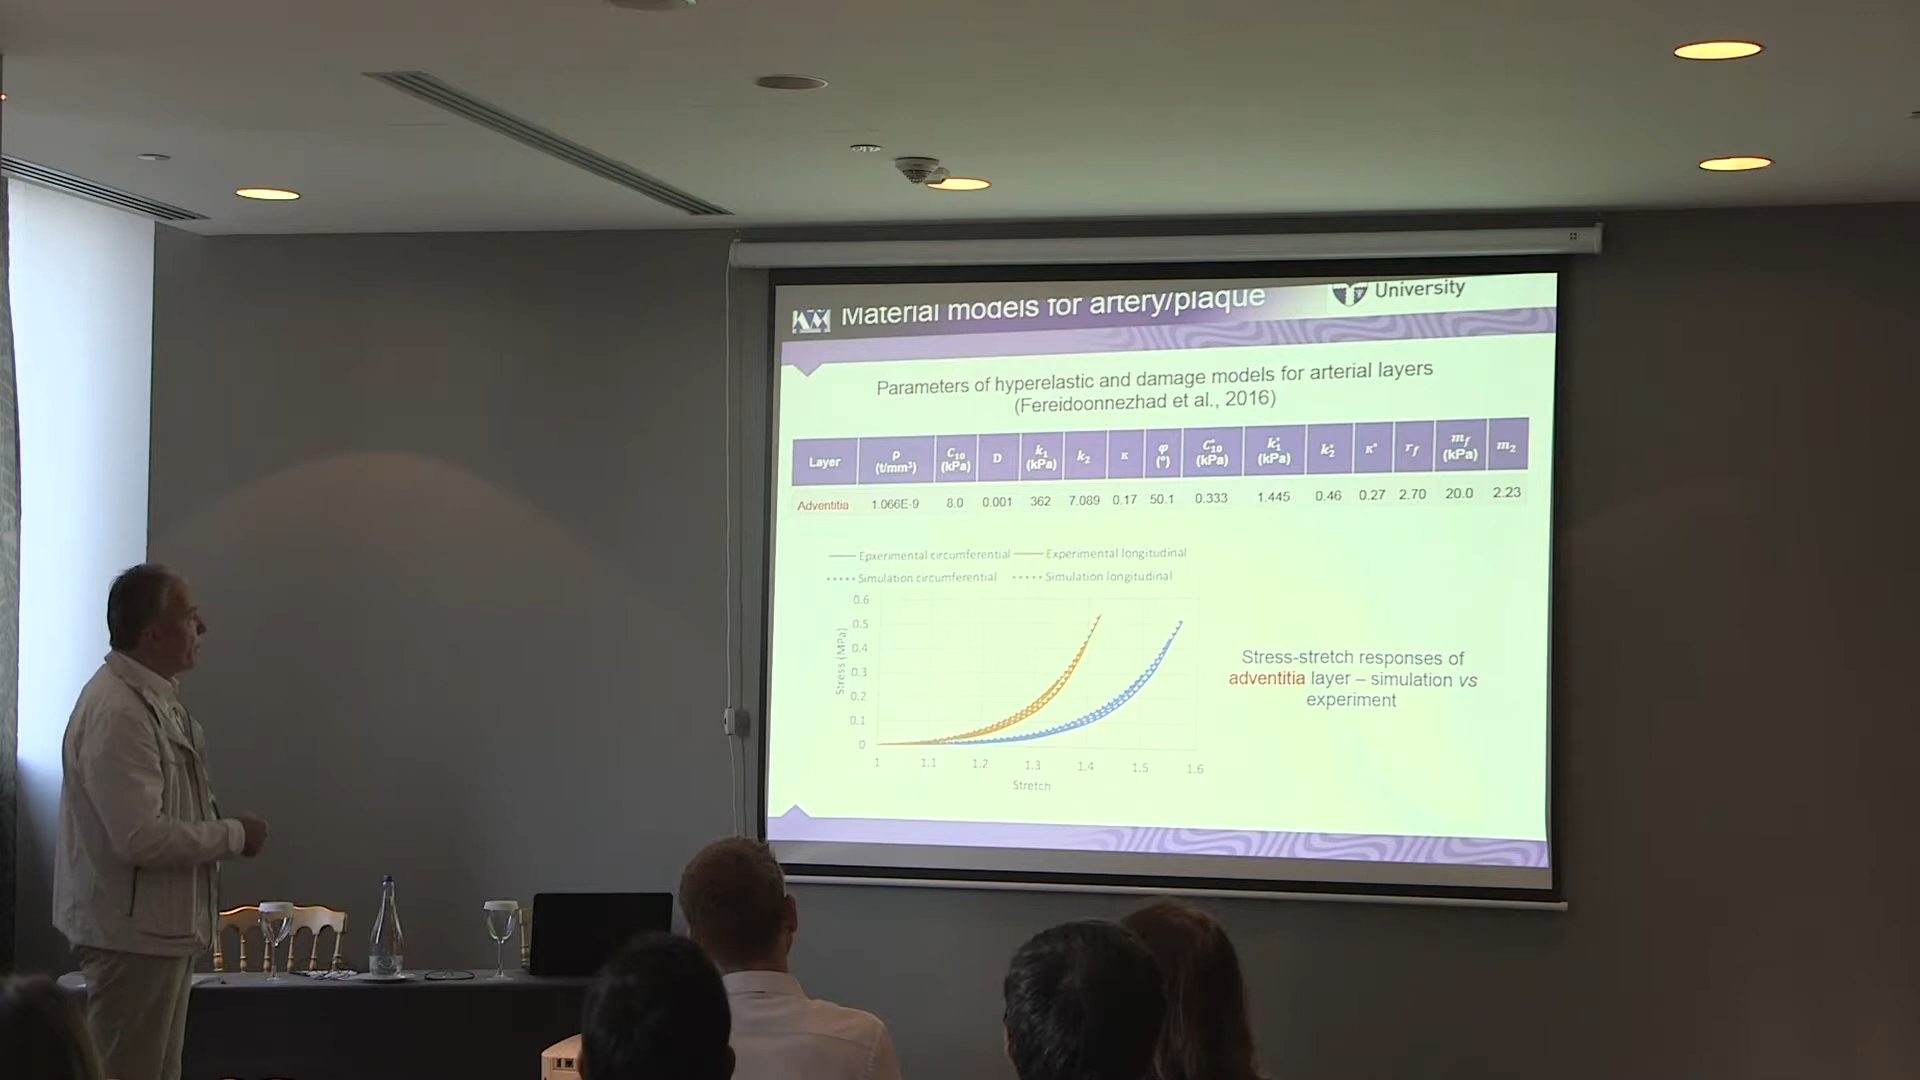 Material models for artery/plaque
University
Parameters of hyperelastic and damage models for arterial layers
(Fereidoonnezhad et al., 2016)
Layer ρ (t/mm³) C₁₀ (kPa) D k₁ (kPa) k₂ κ φ (°) C*₁₀ (kPa) k*₁ (kPa) k*₂ κ* r_f m_f (kPa) m₂
Adventitia 1.066E-9 8.0 0.001 362 7.089 0.17 50.1 0.333 1.445 0.46 0.27 2.70 20.0 2.23
Epxerimental circumferential Experimental longitudinal
Simulation circumferential Simulation longitudinal
0.6
0.5
0.4
0.3
0.2
0.1
0
Stress (MPa)
1 1.1 1.2 1.3 1.4 1.5 1.6
Stretch
Stress-stretch responses of
adventitia layer – simulation vs
experiment